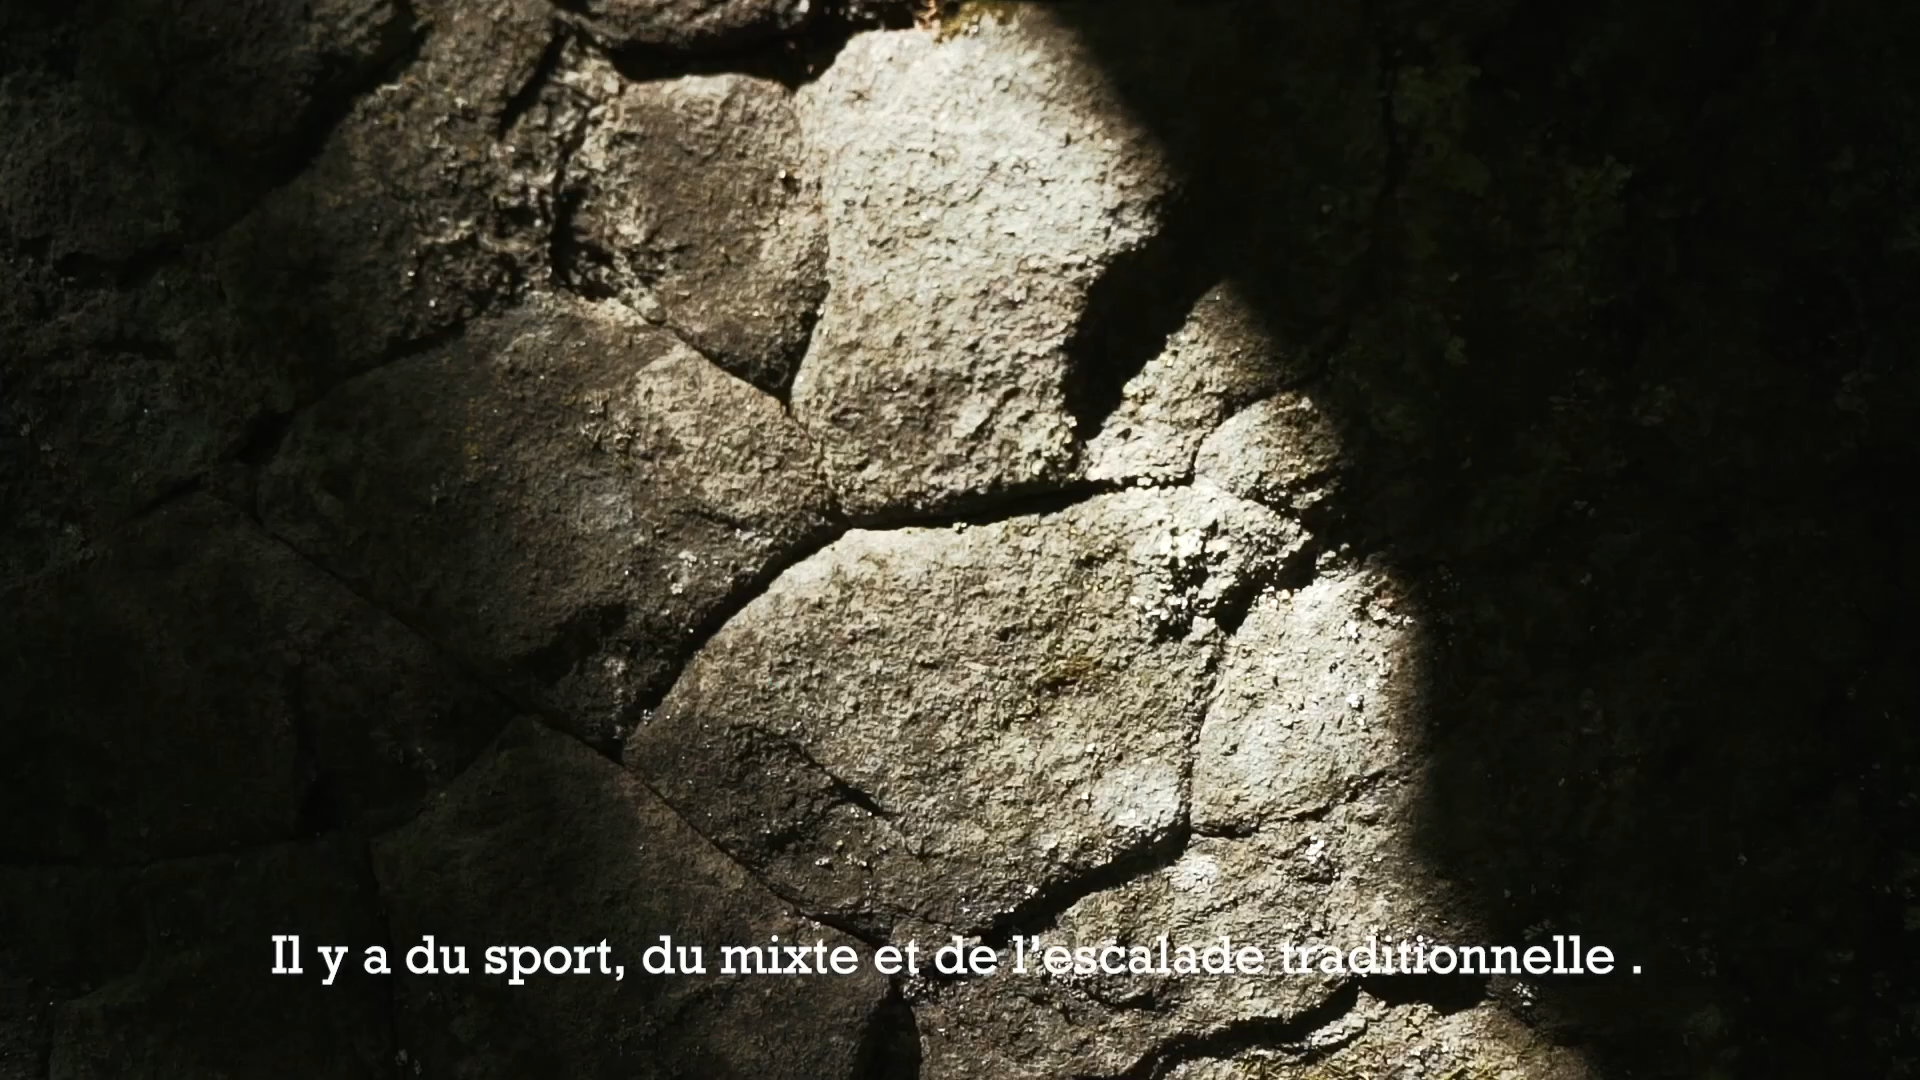 Il y a du sport, du mixte et de l’escalade traditionnelle .